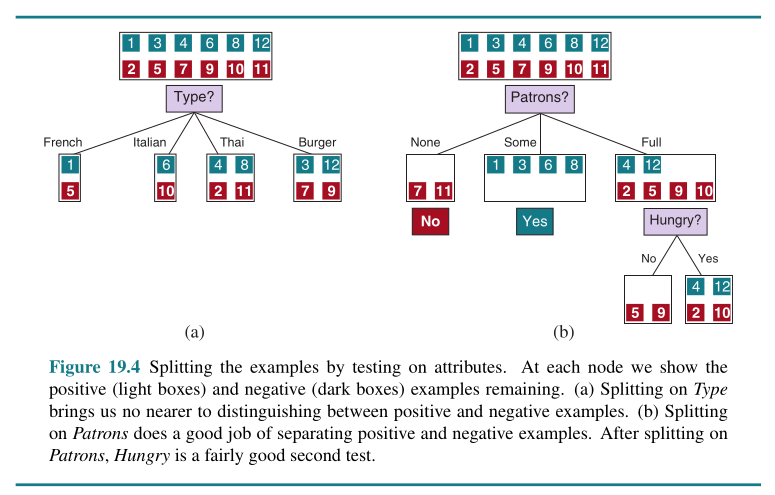 1 3 4 6 8 12
2 5 7 9 10 11
Type?
French Italian Thai Burger
1 6 4 8 3 12
5 10 2 11 7 9
(a)
1 3 4 6 8 12
2 5 7 9 10 11
Patrons?
None Some Full
1 3 6 8 4 12
7 11 2 5 9 10
No Yes Hungry?
No Yes
4 12
5 9 2 10
(b)
Figure 19.4 Splitting the examples by testing on attributes. At each node we show the
positive (light boxes) and negative (dark boxes) examples remaining. (a) Splitting on Type
brings us no nearer to distinguishing between positive and negative examples. (b) Splitting
on Patrons does a good job of separating positive and negative examples. After splitting on
Patrons, Hungry is a fairly good second test.